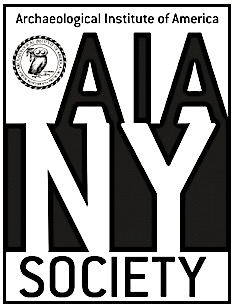 Archaeological Institute of America
AIA
NY
SOCIETY